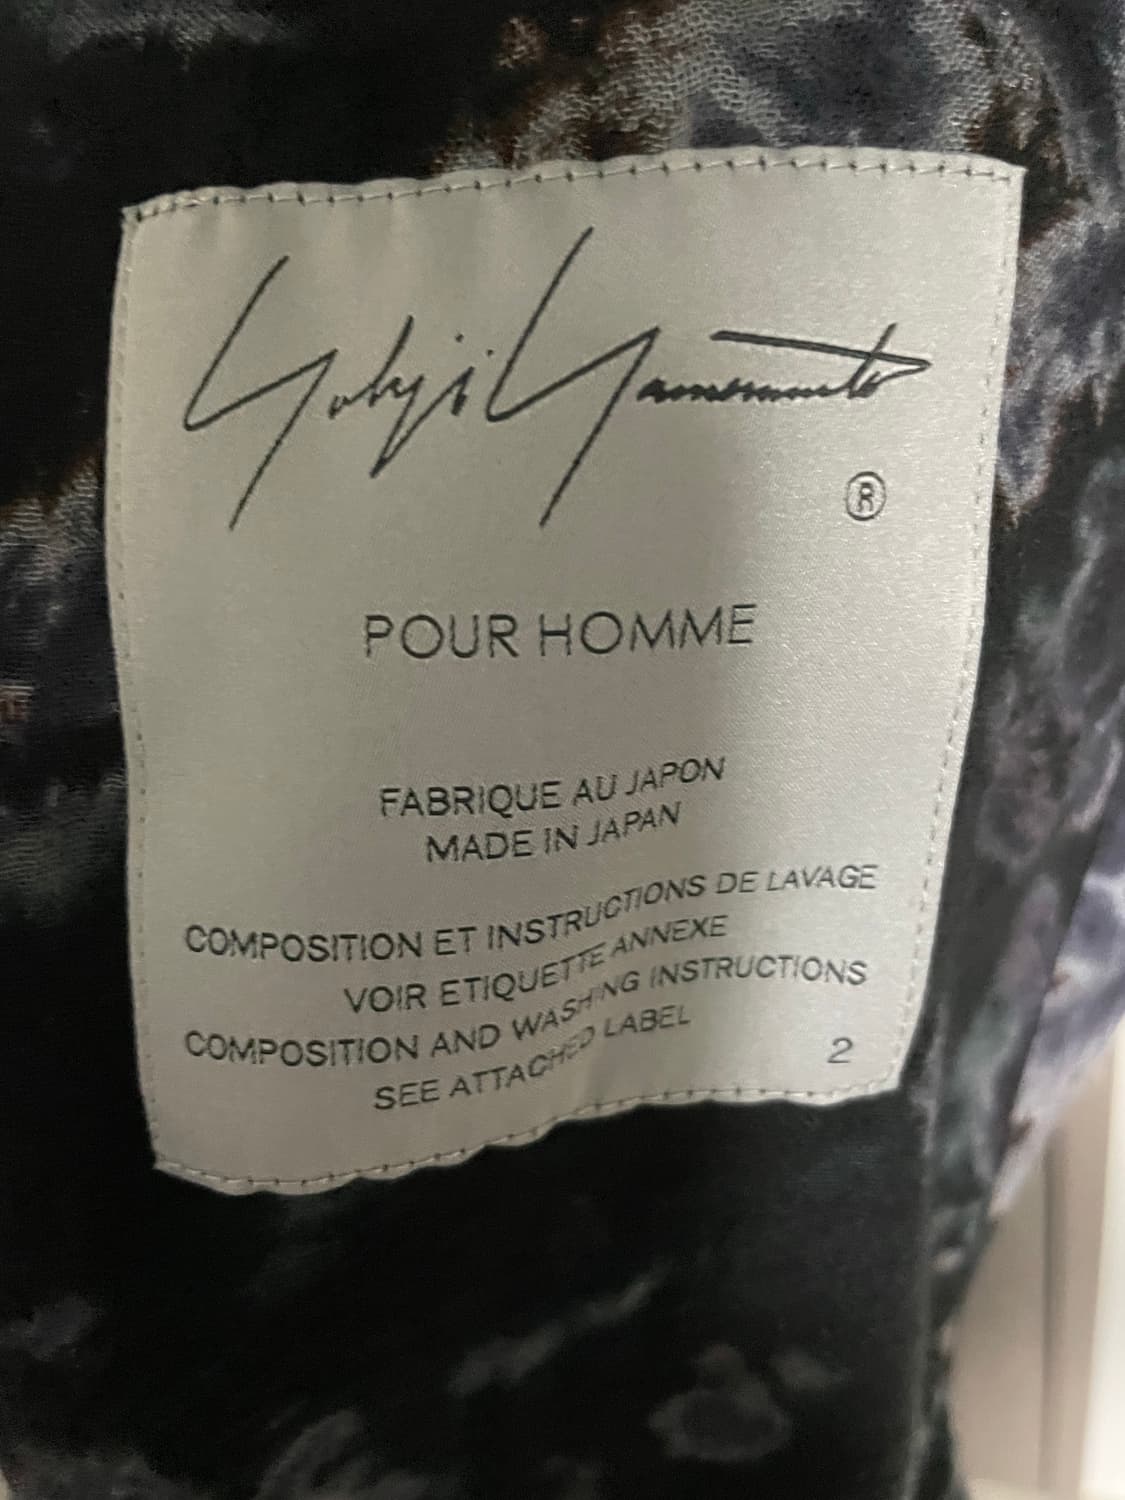 Yohji Yamamoto
®
POUR HOMME
FABRIQUE AU JAPON
MADE IN JAPAN
COMPOSITION ET INSTRUCTIONS DE LAVAGE
VOIR ETIQUETTE ANNEXE
COMPOSITION AND WASHING INSTRUCTIONS
SEE ATTACHED LABEL
2